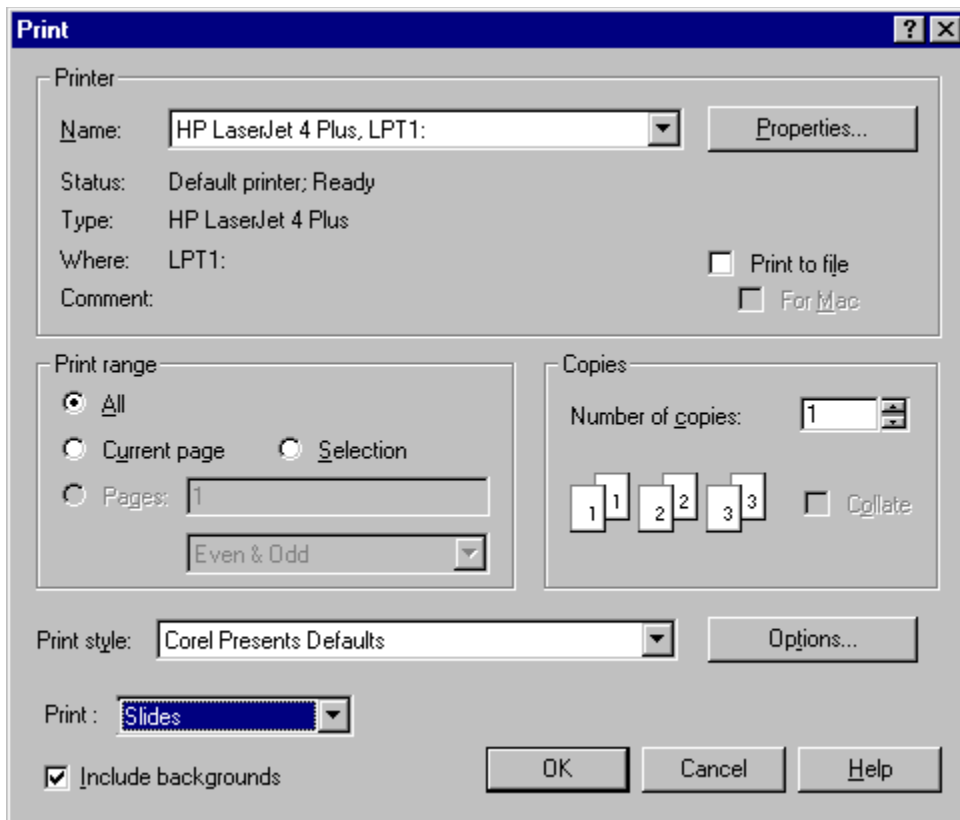 Print
Printer
Name: HP LaserJet 4 Plus, LPT1: Properties...
Status: Default printer; Ready
Type: HP LaserJet 4 Plus
Where: LPT1:
Print to file
Comment:
For Mac
Print range
All
Current page Selection
Pages: 1
Even & Odd
Copies
Number of copies: 1
1 1 2 2 3 3
Collate
Print style: Corel Presents Defaults Options...
Print : Slides
Include backgrounds
OK Cancel Help